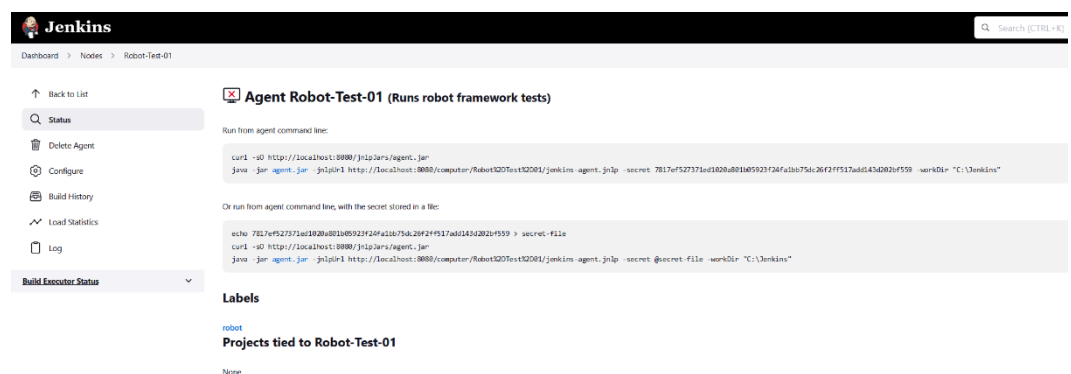 Jenkins
Search (CTRL+K)
Dashboard > Nodes > Robot-Test-01
Back to List
Status
Delete Agent
Configure
Build History
Load Statistics
Log
Build Executor Status
Agent Robot-Test-01 (Runs robot framework tests)
Run from agent command line:
curl -sO http://localhost:8080/jnlpJars/agent.jar
java -jar agent.jar -jnlpUrl http://localhost:8080/computer/Robot%2DTest%2D01/jenkins-agent.jnlp -secret 7817ef527371ed1020a801b05923f24fa1bb75dc26f2ff517add143d202bf559 -workDir "C:\Jenkins"
Or run from agent command line, with the secret stored in a file:
echo 7817ef527371ed1020a801b05923f24fa1bb75dc26f2ff517add143d202bf559 > secret-file
curl -sO http://localhost:8080/jnlpJars/agent.jar
java -jar agent.jar -jnlpUrl http://localhost:8080/computer/Robot%2DTest%2D01/jenkins-agent.jnlp -secret @secret-file -workDir "C:\Jenkins"
Labels
robot
Projects tied to Robot-Test-01
None